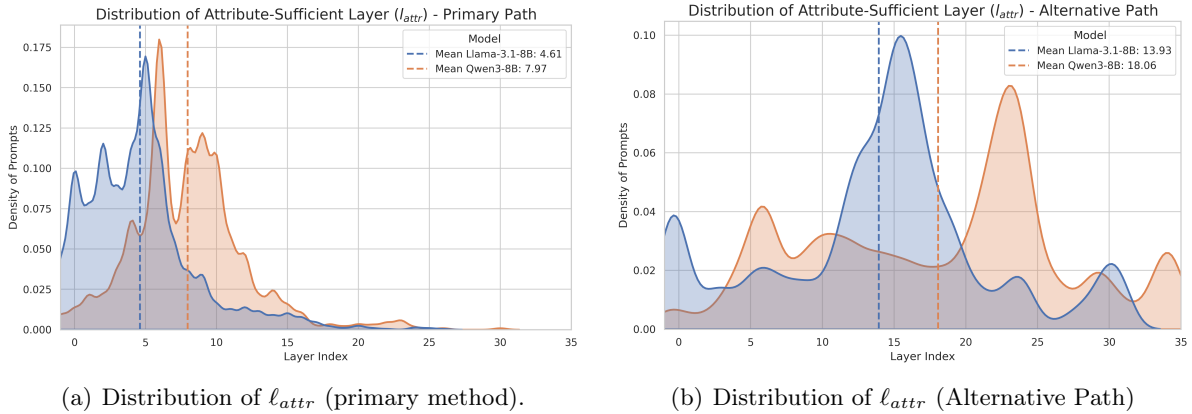 Distribution of Attribute-Sufficient Layer (l_attr) - Primary Path
Density of Prompts
0.175
0.150
0.125
0.100
0.075
0.050
0.025
0.000
Model
Mean Llama-3.1-8B: 4.61
Mean Qwen3-8B: 7.97
0 5 10 15 20 25 30 35
Layer Index
(a) Distribution of ℓ_attr (primary method).
Distribution of Attribute-Sufficient Layer (l_attr) - Alternative Path
Density of Prompts
0.10
0.08
0.06
0.04
0.02
0.00
Model
Mean Llama-3.1-8B: 13.93
Mean Qwen3-8B: 18.06
0 5 10 15 20 25 30 35
Layer Index
(b) Distribution of ℓ_attr (Alternative Path)